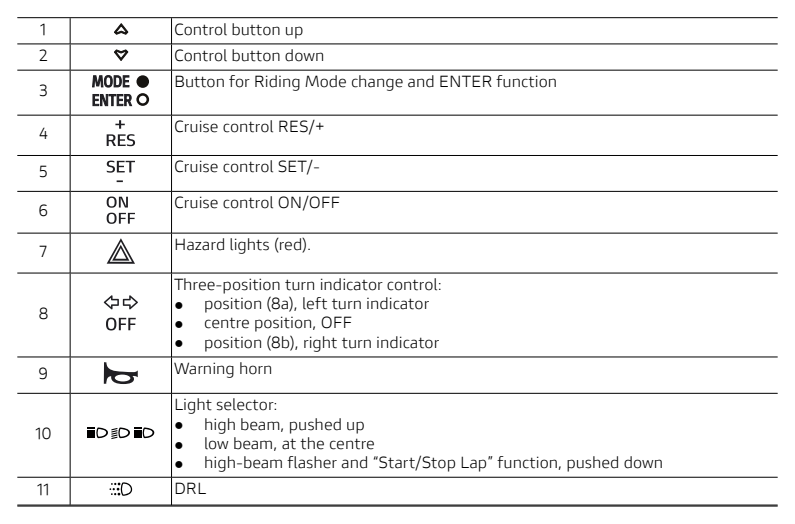 1 Control button up
2 Control button down
3 MODE Button for Riding Mode change and ENTER function
ENTER
4 + Cruise control RES/+
RES
5 SET Cruise control SET/-
-
6 ON Cruise control ON/OFF
OFF
7 Hazard lights (red).
8 OFF Three-position turn indicator control:
● position (8a), left turn indicator
● centre position, OFF
● position (8b), right turn indicator
9 Warning horn
10 Light selector:
● high beam, pushed up
● low beam, at the centre
● high-beam flasher and “Start/Stop Lap” function, pushed down
11 DRL